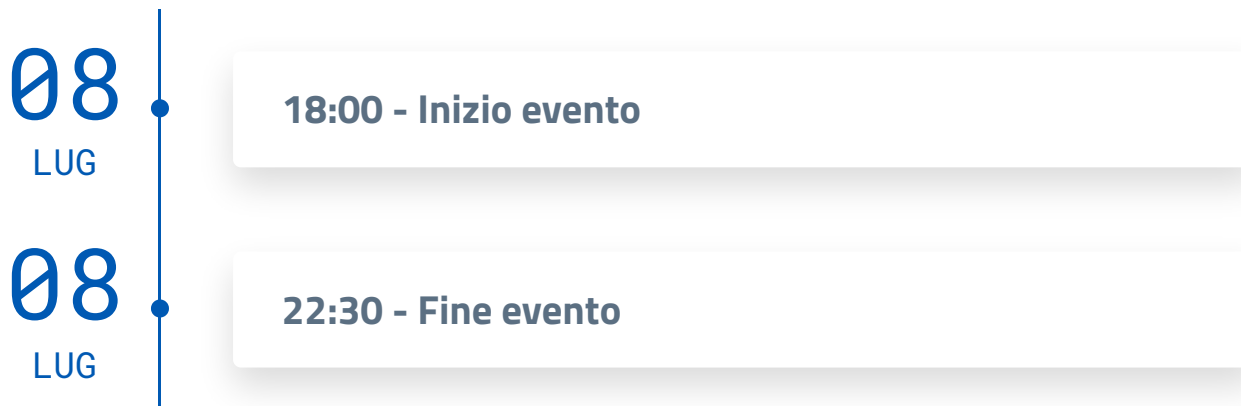 08
LUG
18:00 - Inizio evento
08
LUG
22:30 - Fine evento